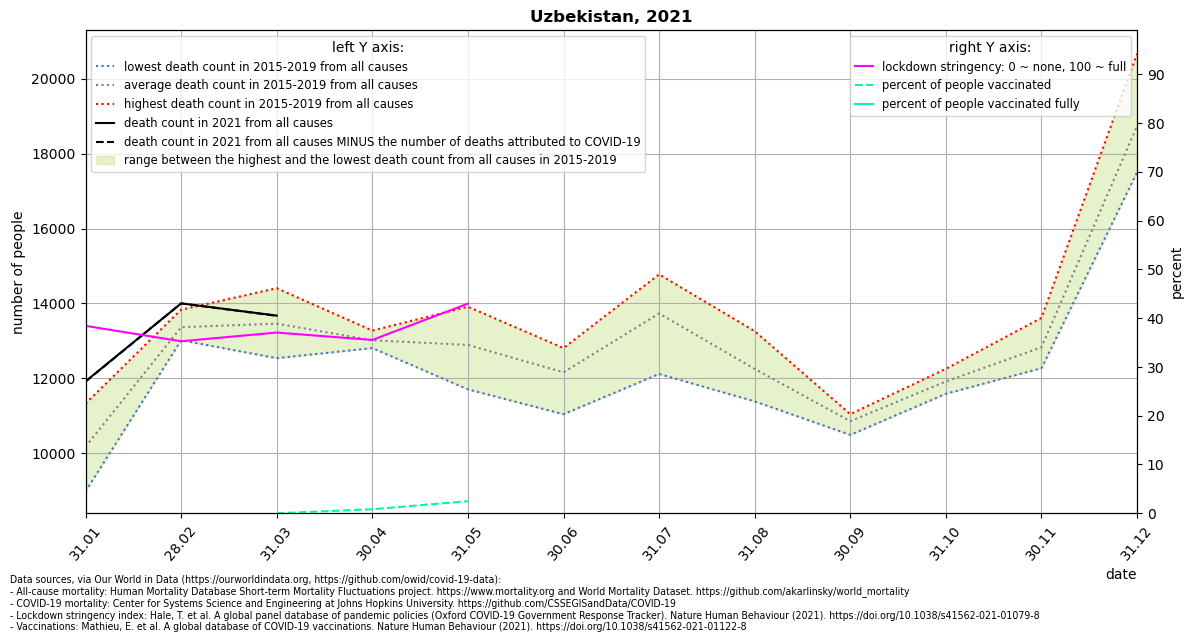 Uzbekistan, 2021
left Y axis:
lowest death count in 2015-2019 from all causes
average death count in 2015-2019 from all causes
highest death count in 2015-2019 from all causes
death count in 2021 from all causes
death count in 2021 from all causes MINUS the number of deaths attributed to COVID-19
range between the highest and the lowest death count from all causes in 2015-2019
right Y axis:
lockdown stringency: 0 ~ none, 100 ~ full
percent of people vaccinated
percent of people vaccinated fully
number of people
20000
18000
16000
14000
12000
10000
percent
90
80
70
60
50
40
30
20
10
0
31.01
28.02
31.03
30.04
31.05
30.06
31.07
31.08
30.09
31.10
30.11
31.12
date
Data sources, via Our World in Data (https://ourworldindata.org, https://github.com/owid/covid-19-data):
- All-cause mortality: Human Mortality Database Short-term Mortality Fluctuations project. https://www.mortality.org and World Mortality Dataset. https://github.com/akarlinsky/world_mortality
- COVID-19 mortality: Center for Systems Science and Engineering at Johns Hopkins University. https://github.com/CSSEGISandData/COVID-19
- Lockdown stringency index: Hale, T. et al. A global panel database of pandemic policies (Oxford COVID-19 Government Response Tracker). Nature Human Behaviour (2021). https://doi.org/10.1038/s41562-021-01079-8
- Vaccinations: Mathieu, E. et al. A global database of COVID-19 vaccinations. Nature Human Behaviour (2021). https://doi.org/10.1038/s41562-021-01122-8